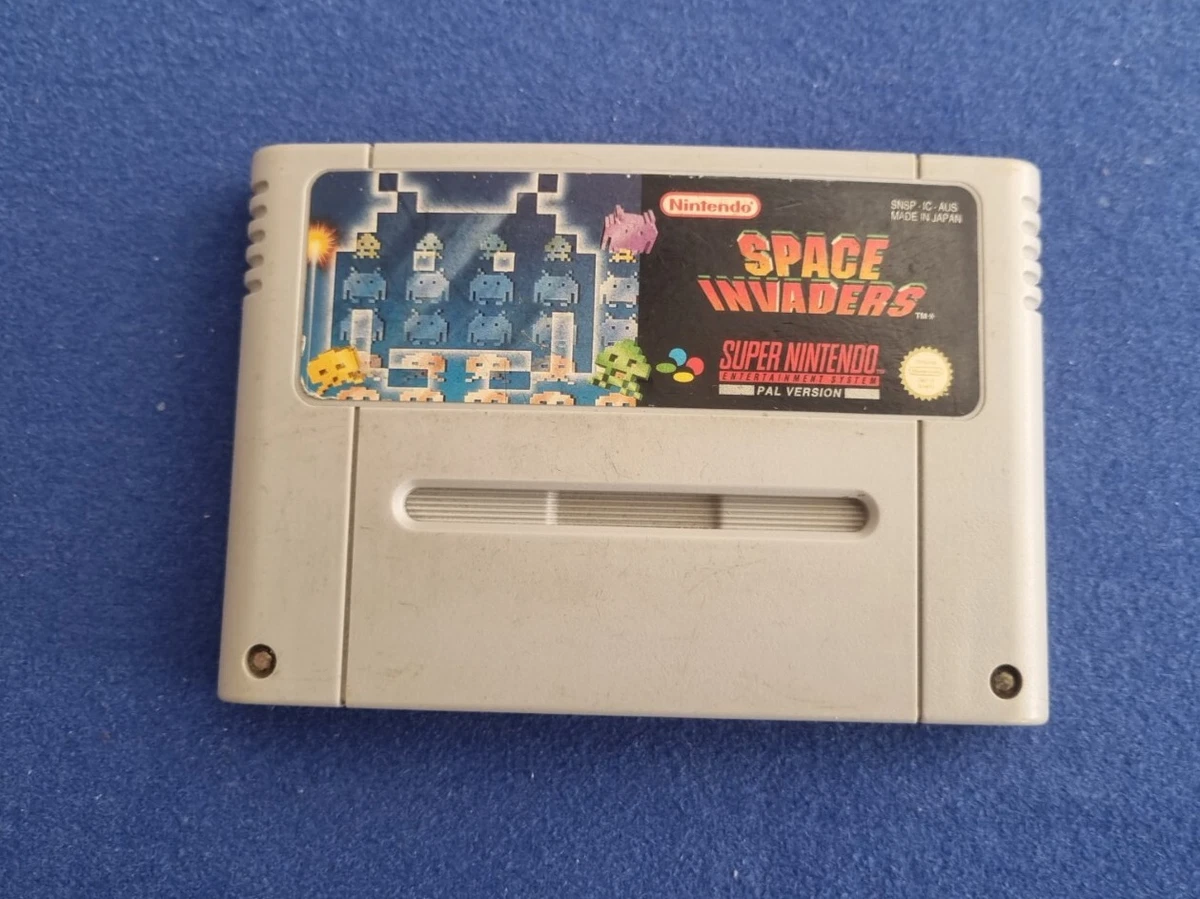 Nintendo
SNSP-IC-AUS
MADE IN JAPAN
SPACE
INVADERS
TM*
SUPER NINTENDO
ENTERTAINMENT SYSTEM
PAL VERSION